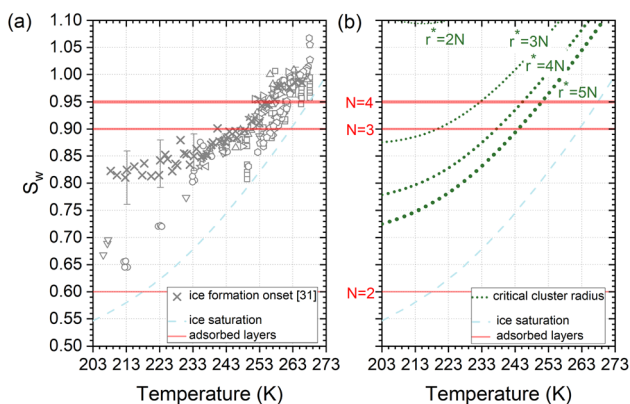 (a)
S_w
1.10
1.05
1.00
0.95
0.90
0.85
0.80
0.75
0.70
0.65
0.60
0.55
0.50
203 213 223 233 243 253 263 273
Temperature (K)
ice formation onset [31]
ice saturation
adsorbed layers
(b)
r*=2N
r*=3N
r*=4N
r*=5N
N=4
N=3
N=2
critical cluster radius
ice saturation
adsorbed layers
203 213 223 233 243 253 263 273
Temperature (K)